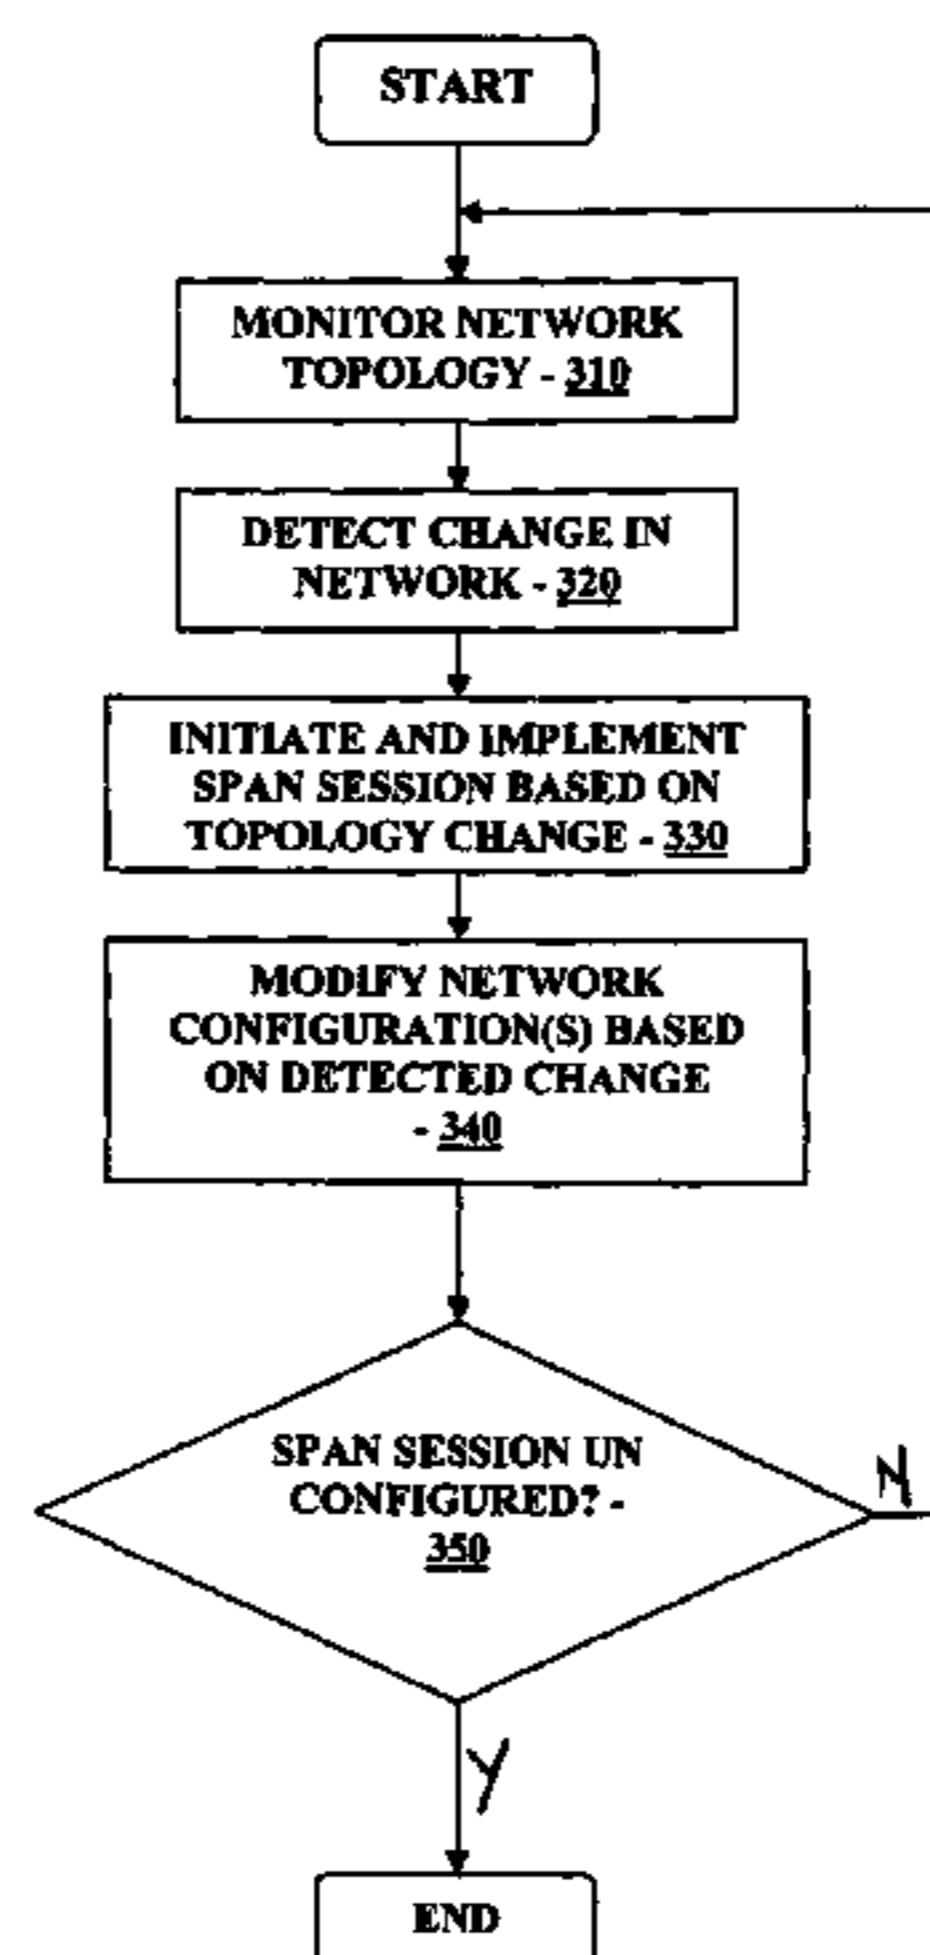 START
MONITOR NETWORK
TOPOLOGY - 310
DETECT CHANGE IN
NETWORK - 320
INITIATE AND IMPLEMENT
SPAN SESSION BASED ON
TOPOLOGY CHANGE - 330
MODIFY NETWORK
CONFIGURATION(S) BASED
ON DETECTED CHANGE
- 340
SPAN SESSION UN
CONFIGURED? -
350
N
Y
END